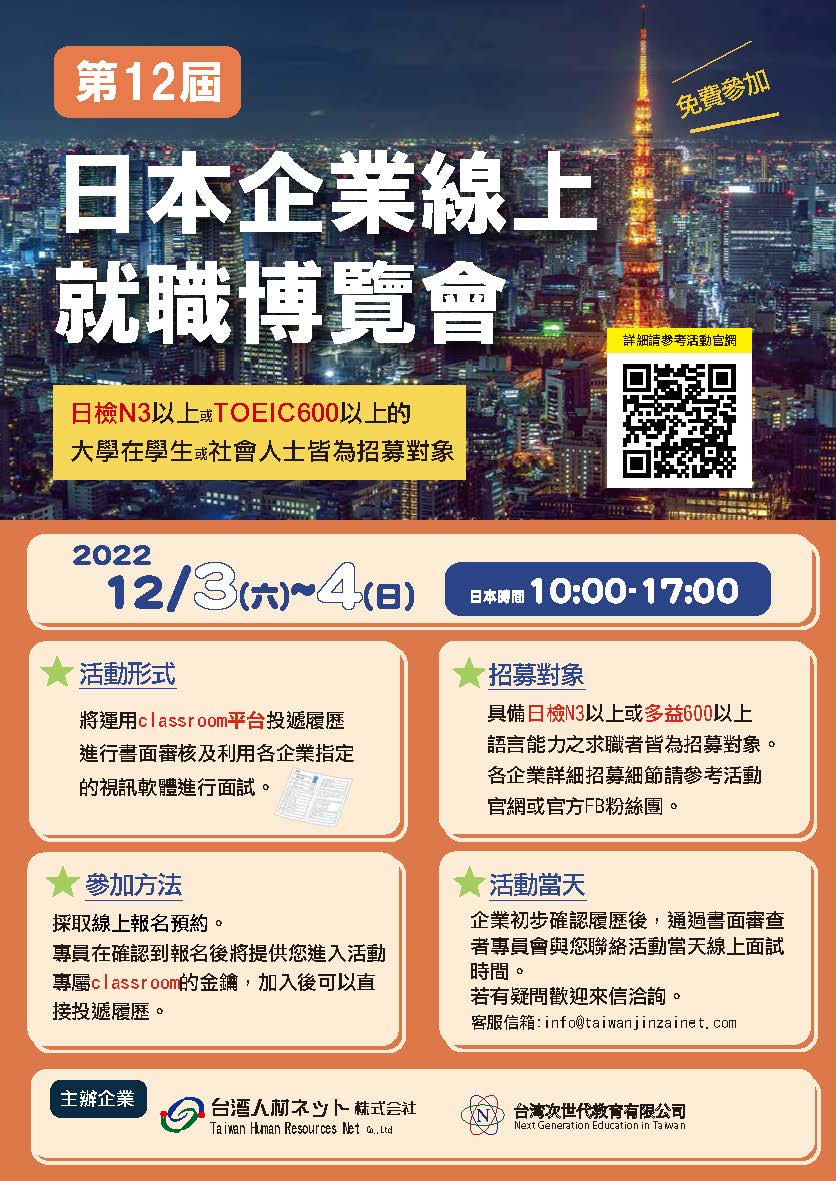 第12屆
免費參加
日本企業線上
就職博覽會
詳細請參考活動官網
日檢N3以上或TOEIC600以上的
大學在學生或社會人士皆為招募對象
2022
12/3(六)~4(日)
日本時間10:00-17:00
活動形式
將運用classroom平台投遞履歷
進行書面審核及利用各企業指定
的視訊軟體進行面試。
招募對象
具備日檢N3以上或多益600以上
語言能力之求職者皆為招募對象。
各企業詳細招募細節請參考活動
官網或官方FB粉絲團。
參加方法
採取線上報名預約。
專員在確認到報名後將提供您進入活動
專屬classroom的金鑰，加入後可以直
接投遞履歷。
活動當天
企業初步確認履歷後，通過書面審查
者專員會與您聯絡活動當天線上面試
時間。
若有疑問歡迎來信洽詢。
客服信箱:info@taiwanjinzainet.com
主辦企業
台湾人材ネット株式会社
Taiwan Human Resources Net Co.,Ltd
N
台湾次世代教育有限公司
Next Generation Education in Taiwan